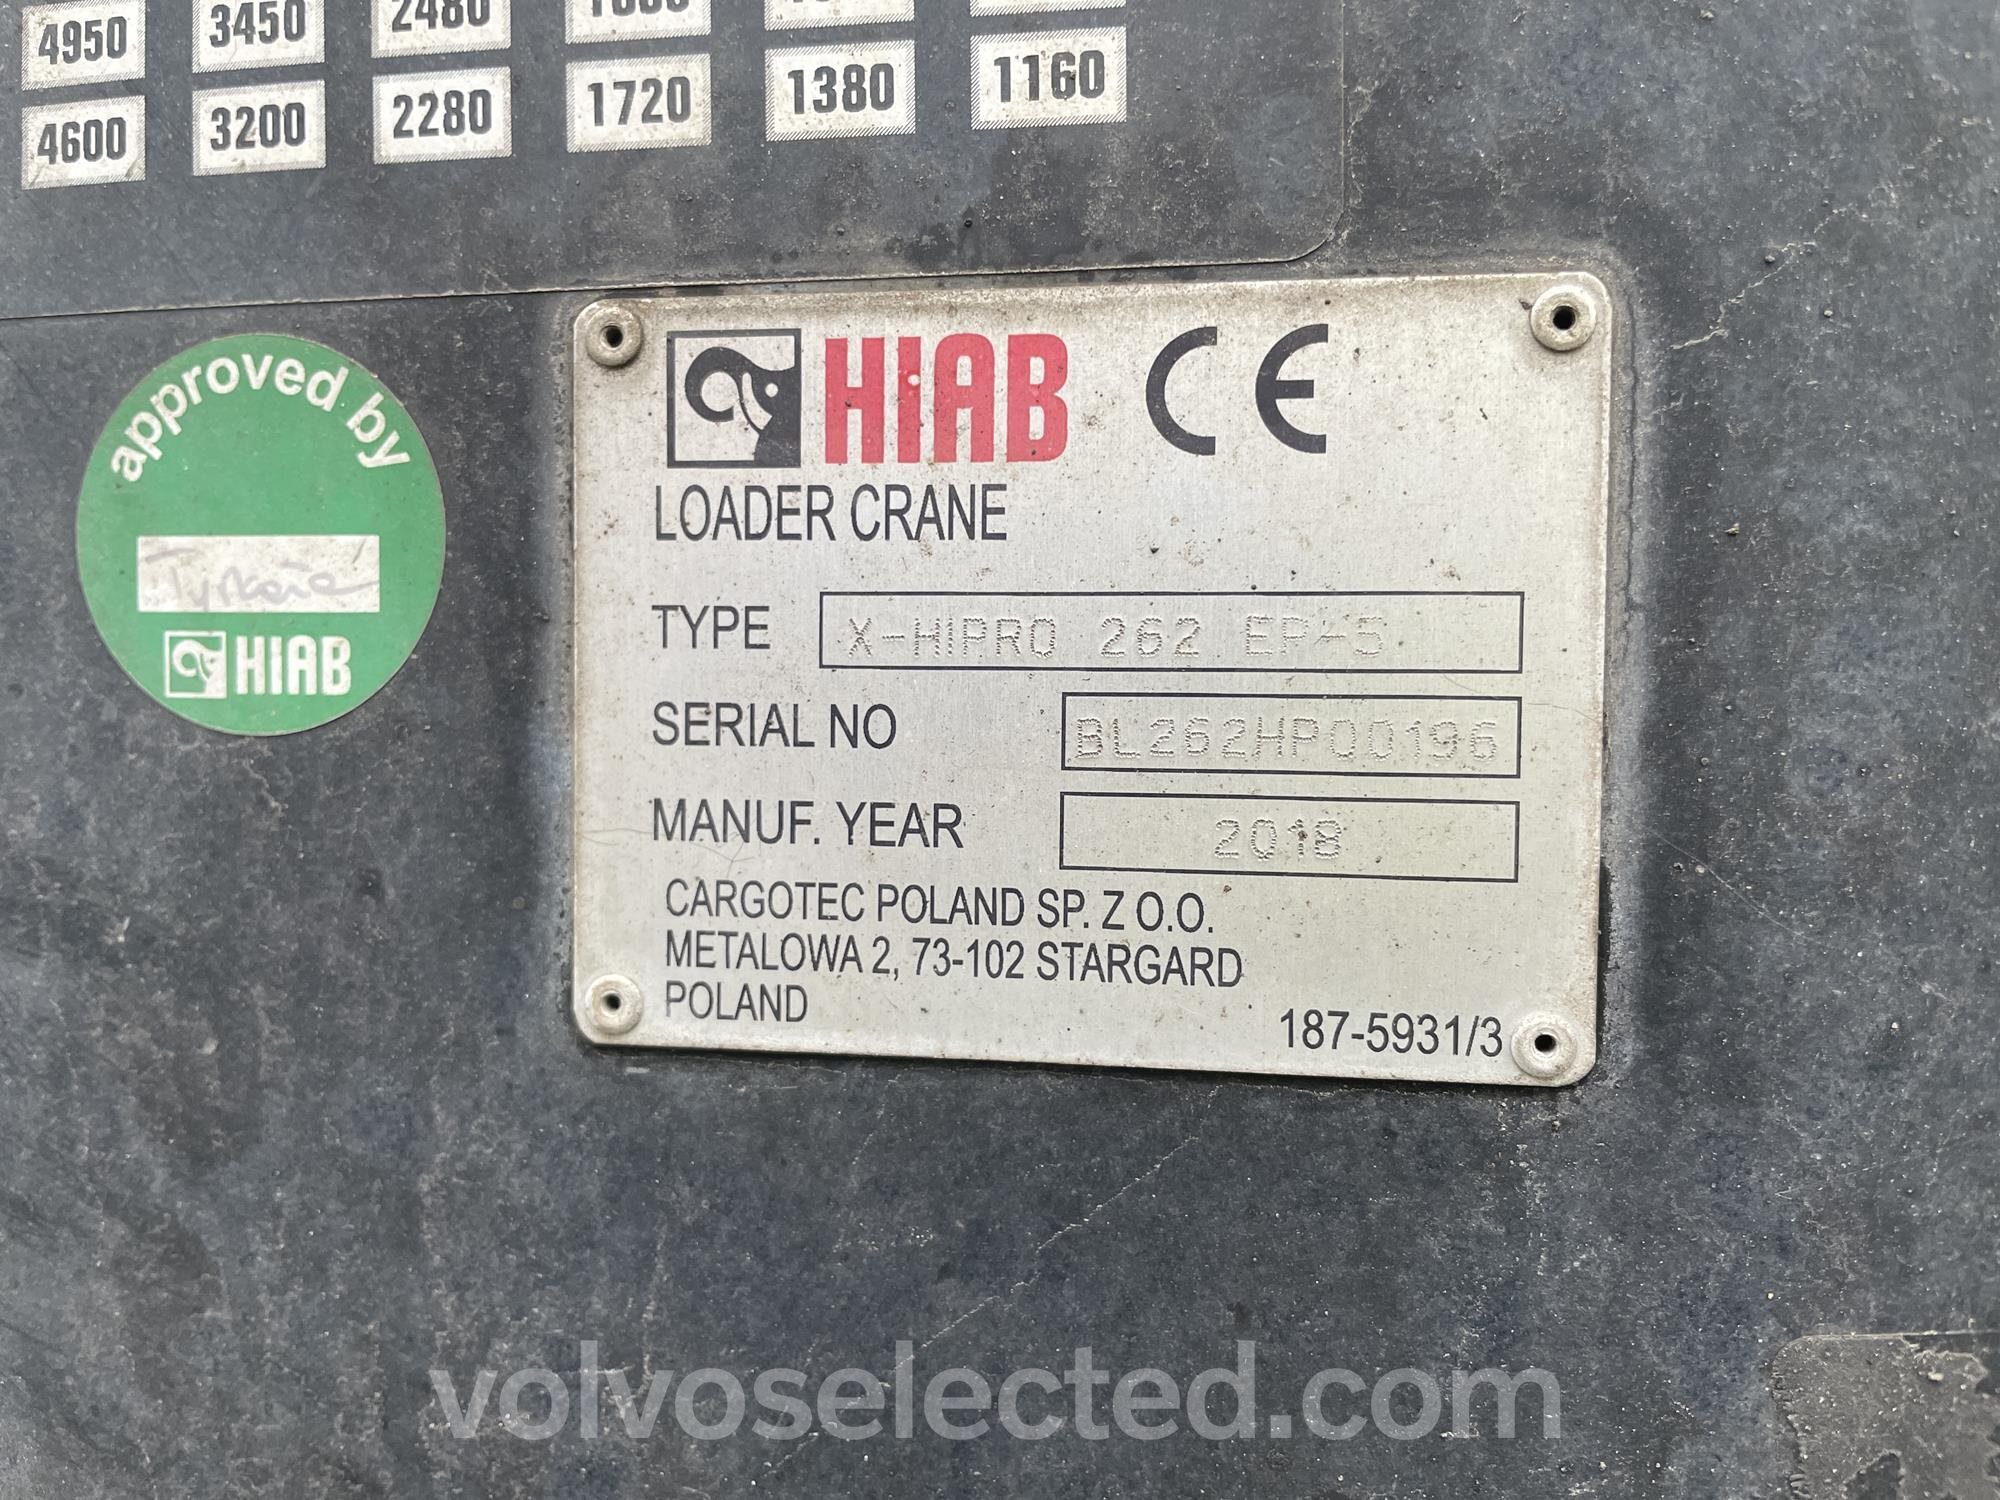 4950 3450 2480
4600 3200 2280 1720 1380 1160
approved by
HIAB
HIAB CE
LOADER CRANE
TYPE X-HIPRO 262 EP-5
SERIAL NO BL262HP00196
MANUF. YEAR 2018
CARGOTEC POLAND SP. Z O.O.
METALOWA 2, 73-102 STARGARD
POLAND
187-5931/3
volvoselected.com